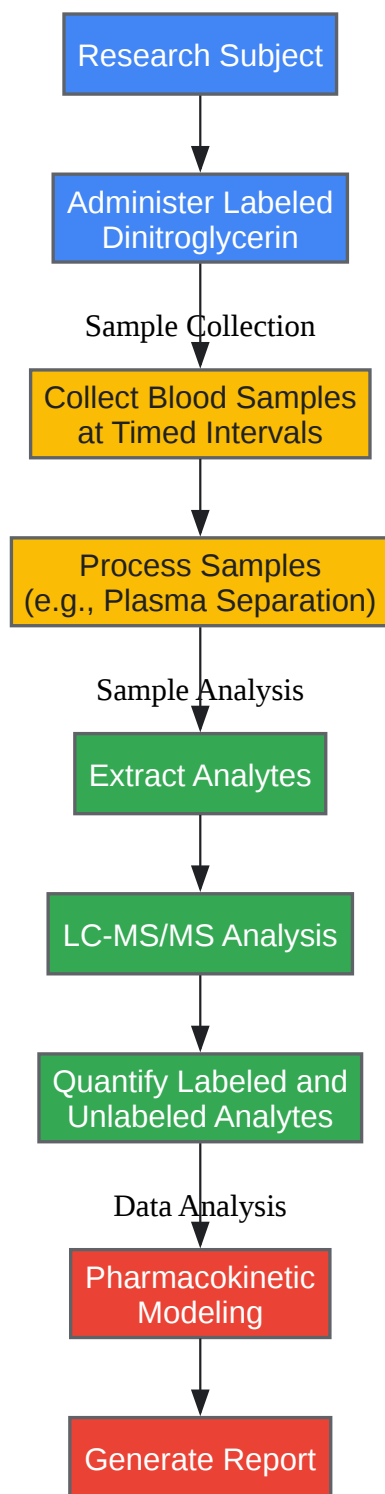 Research Subject
Administer Labeled
Dinitroglycerin
Sample Collection
Collect Blood Samples
at Timed Intervals
Process Samples
(e.g., Plasma Separation)
Sample Analysis
Extract Analytes
LC-MS/MS Analysis
Quantify Labeled and
Unlabeled Analytes
Data Analysis
Pharmacokinetic
Modeling
Generate Report